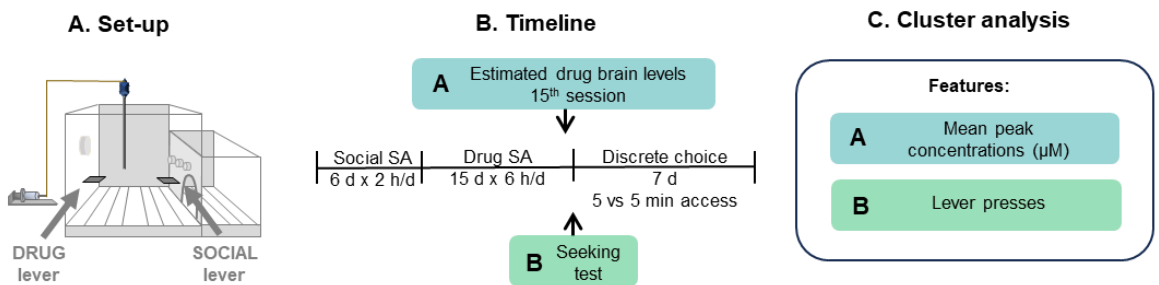 A. Set-up
DRUG
lever
SOCIAL
lever
B. Timeline
A
Estimated drug brain levels
15th session
Social SA
6 d x 2 h/d
Drug SA
15 d x 6 h/d
Discrete choice
7 d
5 vs 5 min access
B
Seeking
test
C. Cluster analysis
Features:
A
Mean peak
concentrations (µM)
B
Lever presses